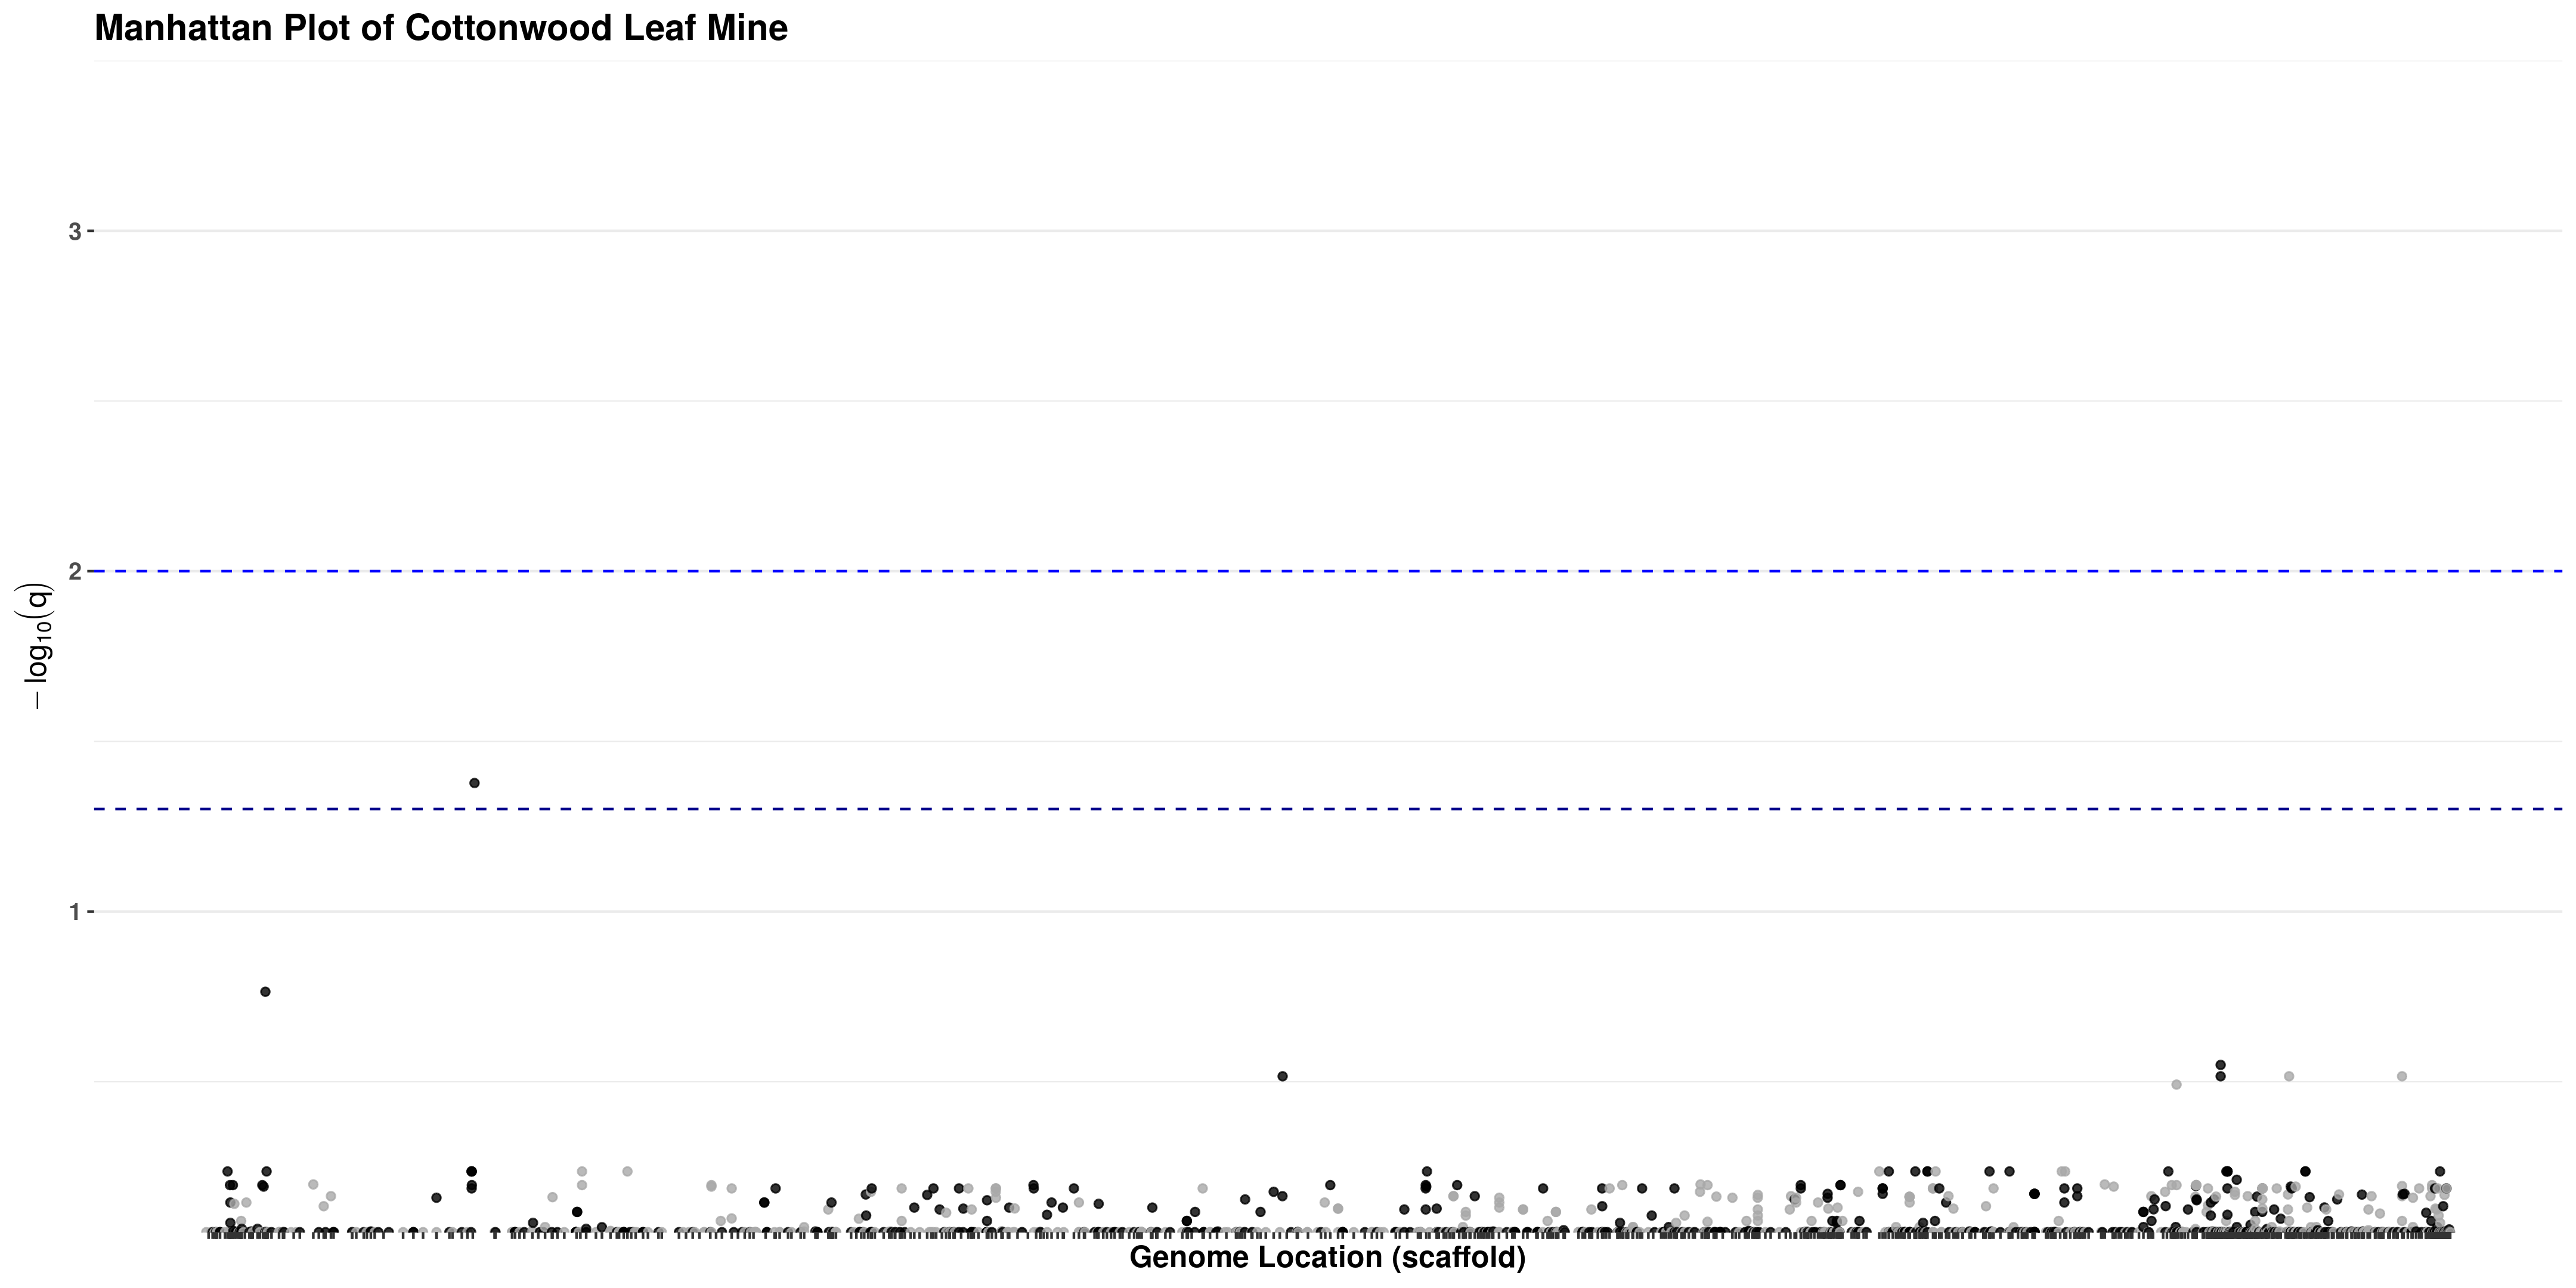 Manhattan Plot of Cottonwood Leaf Mine
3
2
1
− log10(q)
Genome Location (scaffold)